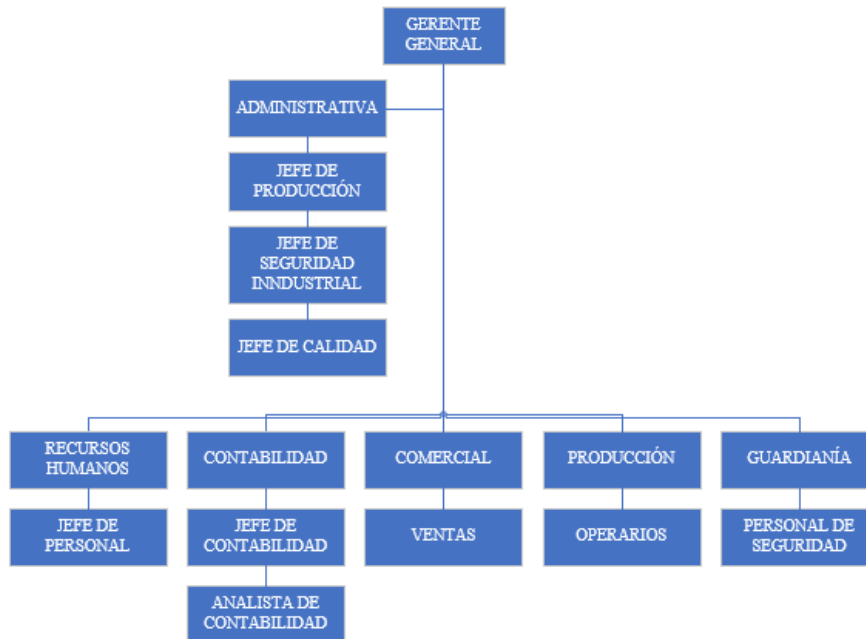 GERENTE
GENERAL
ADMINISTRATIVA
JEFE DE
PRODUCCIÓN
JEFE DE
SEGURIDAD
INNDUSTRIAL
JEFE DE CALIDAD
RECURSOS
HUMANOS
CONTABILIDAD
COMERCIAL
PRODUCCIÓN
GUARDIANÍA
JEFE DE
PERSONAL
JEFE DE
CONTABILIDAD
VENTAS
OPERARIOS
PERSONAL DE
SEGURIDAD
ANALISTA DE
CONTABILIDAD